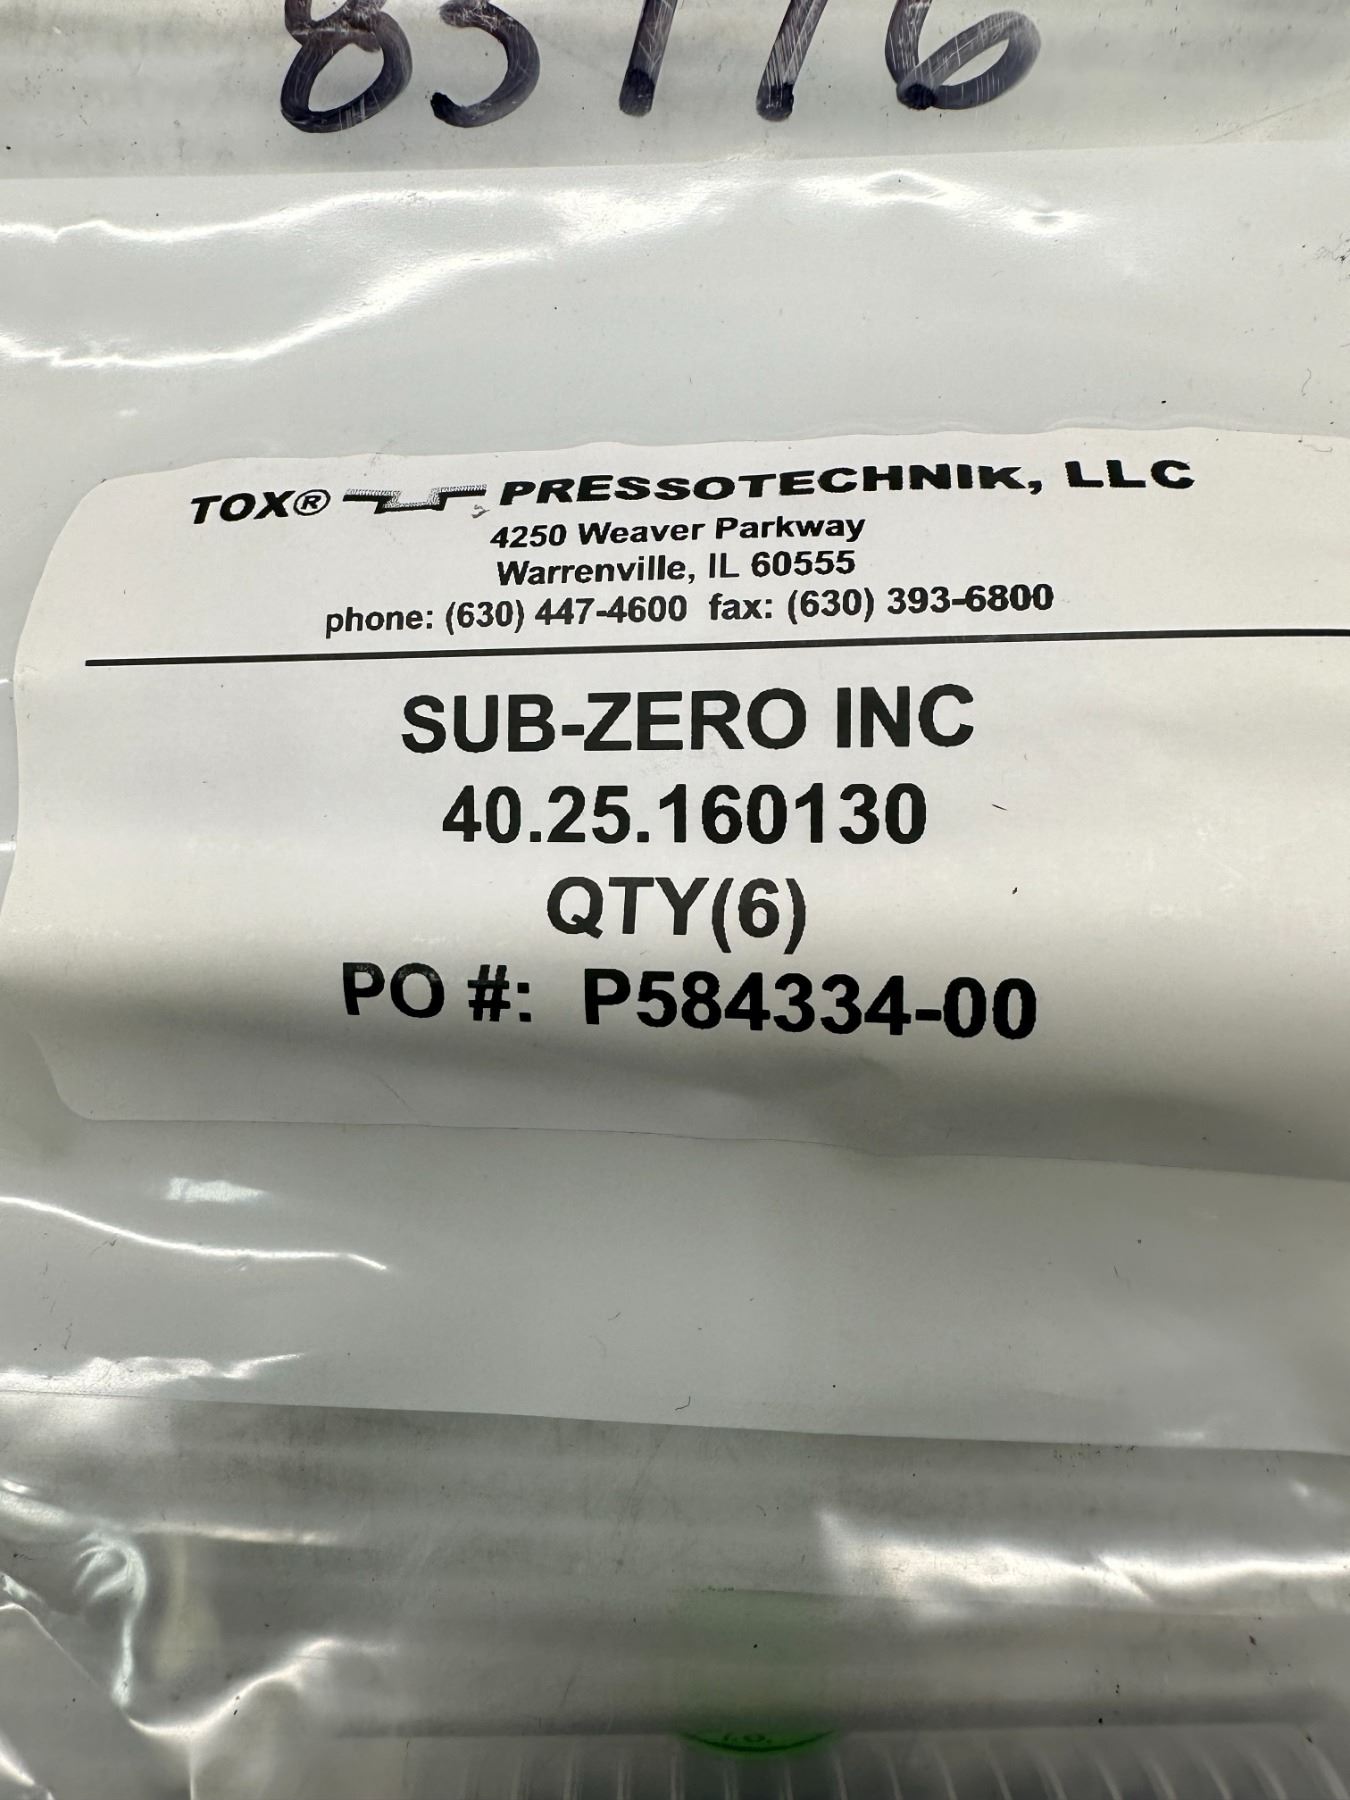 TOX® PRESSOTECHNIK, LLC
4250 Weaver Parkway
Warrenville, IL 60555
phone: (630) 447-4600 fax: (630) 393-6800
SUB-ZERO INC
40.25.160130
QTY(6)
PO #: P584334-00